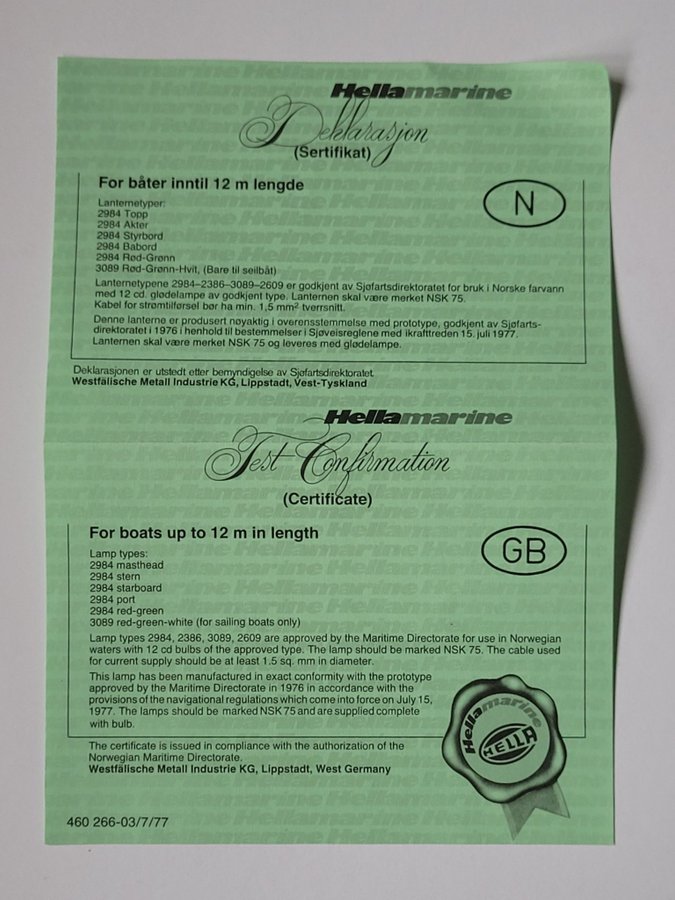 Hellamarine
Deklarasjon
(Sertifikat)
For båter inntil 12 m lengde
N
Lanternetyper:
2984 Topp
2984 Akter
2984 Styrbord
2984 Babord
2984 Rød-Grønn
3089 Rød-Grønn-Hvit, (Bare til seilbåt)
Lanternetypene 2984–2386–3089–2609 er godkjent av Sjøfartsdirektoratet for bruk i Norske farvann
med 12 cd. glødelampe av godkjent type. Lanternen skal være merket NSK 75.
Kabel for strømtilførsel bør ha min. 1,5 mm² tverrsnitt.
Denne lanterne er produsert nøyaktig i overensstemmelse med prototype, godkjent av Sjøfarts-
direktoratet i 1976 i henhold til bestemmelser i Sjøveisreglene med ikrafttreden 15. juli 1977.
Lanternen skal være merket NSK 75 og leveres med glødelampe.
Deklarasjonen er utstedt etter bemyndigelse av Sjøfartsdirektoratet.
Westfälische Metall Industrie KG, Lippstadt, Vest-Tyskland
Hellamarine
Test Confirmation
(Certificate)
For boats up to 12 m in length
GB
Lamp types:
2984 masthead
2984 stern
2984 starboard
2984 port
2984 red-green
3089 red-green-white (for sailing boats only)
Lamp types 2984, 2386, 3089, 2609 are approved by the Maritime Directorate for use in Norwegian
waters with 12 cd bulbs of the approved type. The lamp should be marked NSK 75. The cable used
for current supply should be at least 1.5 sq. mm in diameter.
This lamp has been manufactured in exact conformity with the prototype
approved by the Maritime Directorate in 1976 in accordance with the
provisions of the navigational regulations which come into force on July 15,
1977. The lamps should be marked NSK 75 and are supplied complete
with bulb.
Hellamarine
HELLA
The certificate is issued in compliance with the authorization of the
Norwegian Maritime Directorate.
Westfälische Metall Industrie KG, Lippstadt, West Germany
460 266-03/7/77